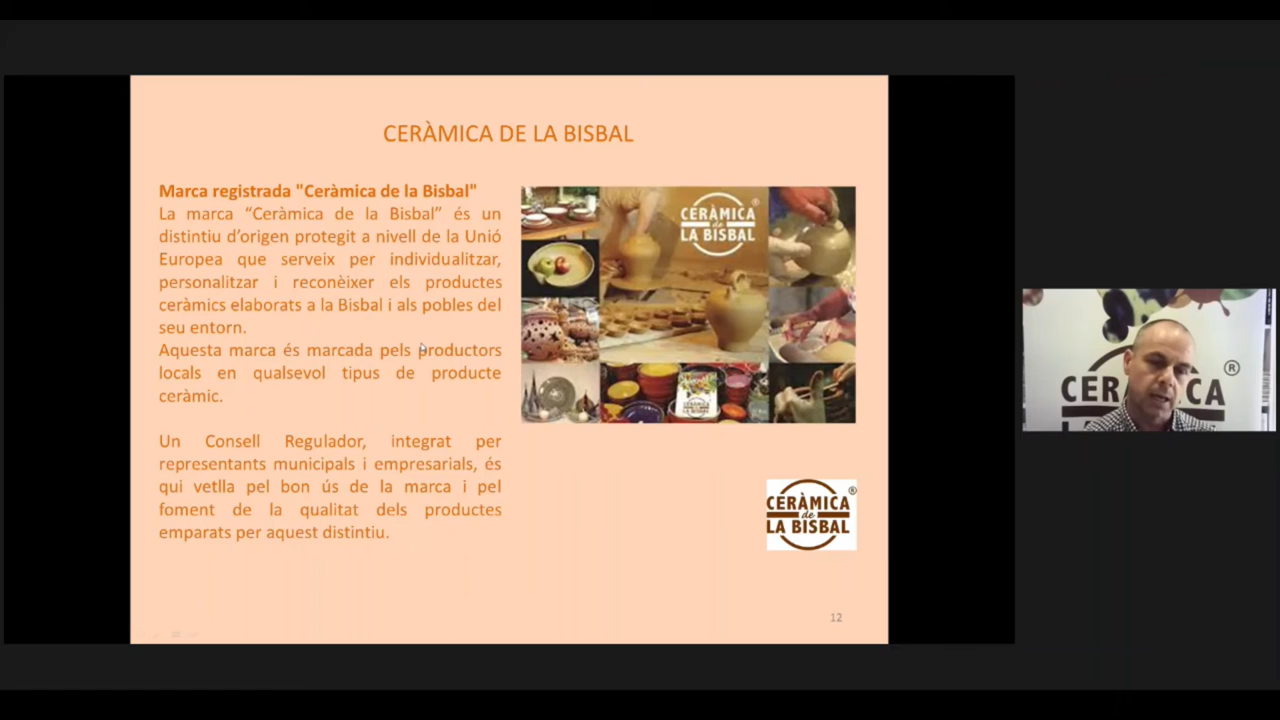 CERÀMICA DE LA BISBAL
Marca registrada "Ceràmica de la Bisbal"
La marca “Ceràmica de la Bisbal” és un
distintiu d’origen protegit a nivell de la Unió
Europea que serveix per individualitzar,
personalitzar i reconèixer els productes
ceràmics elaborats a la Bisbal i als pobles del
seu entorn.
Aquesta marca és marcada pels productors
locals en qualsevol tipus de producte
ceràmic.
Un Consell Regulador, integrat per
representants municipals i empresarials, és
qui vetlla pel bon ús de la marca i pel
foment de la qualitat dels productes
emparats per aquest distintiu.
CERÀMICA ®
de
LA BISBAL
CERÀMICA ®
de
LA BISBAL
12
®